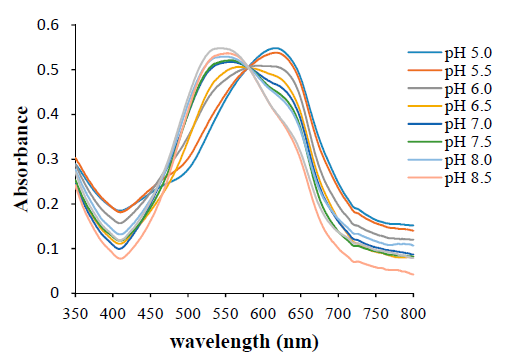 0.6
0.5
0.4
0.3
0.2
0.1
0
Absorbance
350 400 450 500 550 600 650 700 750 800
wavelength (nm)
pH 5.0
pH 5.5
pH 6.0
pH 6.5
pH 7.0
pH 7.5
pH 8.0
pH 8.5